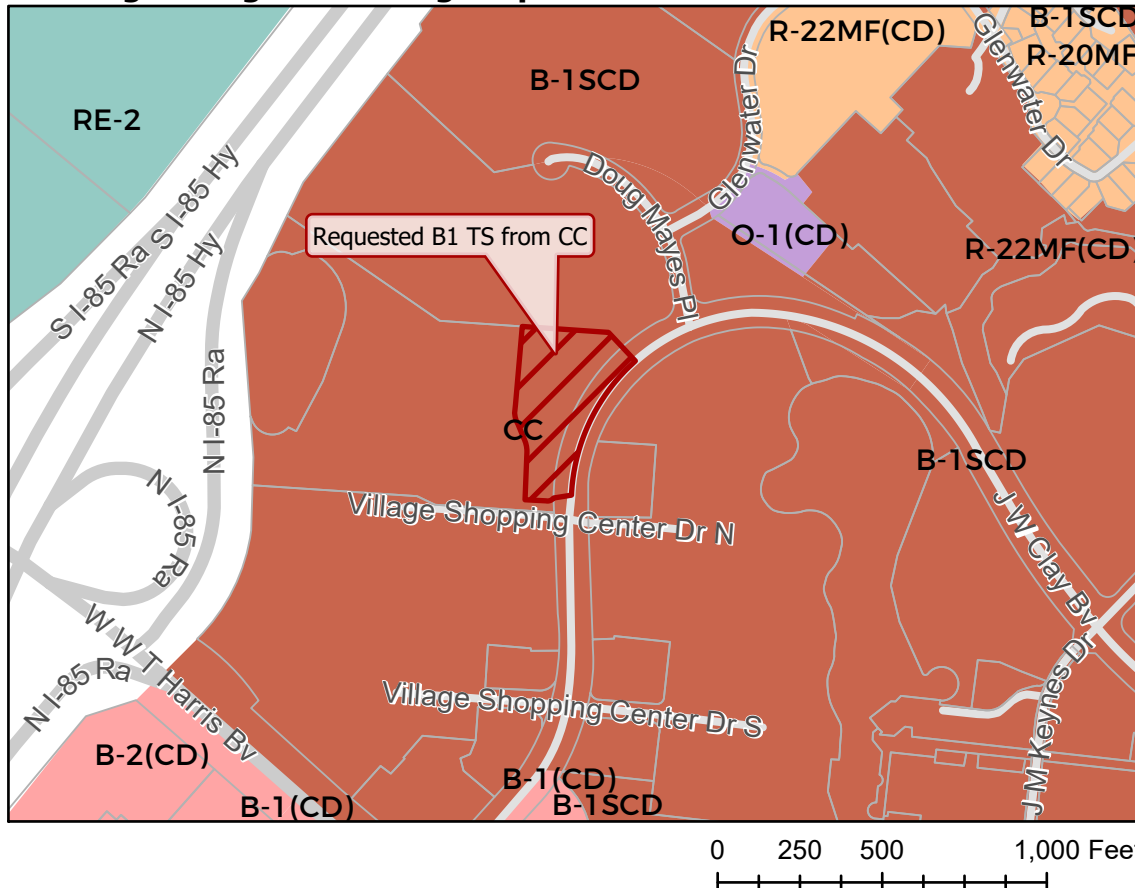 R-22MF(CD)
B-1SCD
R-20MF
Glenwater Dr
Glenwater Dr
B-1SCD
RE-2
Doug Mayes Pl
S I-85 Hy
S I-85 Ra
N I-85 Hy
Requested B1 TS from CC
O-1(CD)
R-22MF(CD)
N I-85 Ra
CC
B-1SCD
N I-85 Ra
Village Shopping Center Dr N
J W Clay Bv
W W T Harris Bv
N I-85 Ra
J M Keynes Dr
Village Shopping Center Dr S
B-2(CD)
B-1(CD)
B-1(CD)
B-1SCD
0 250 500 1,000 Feet